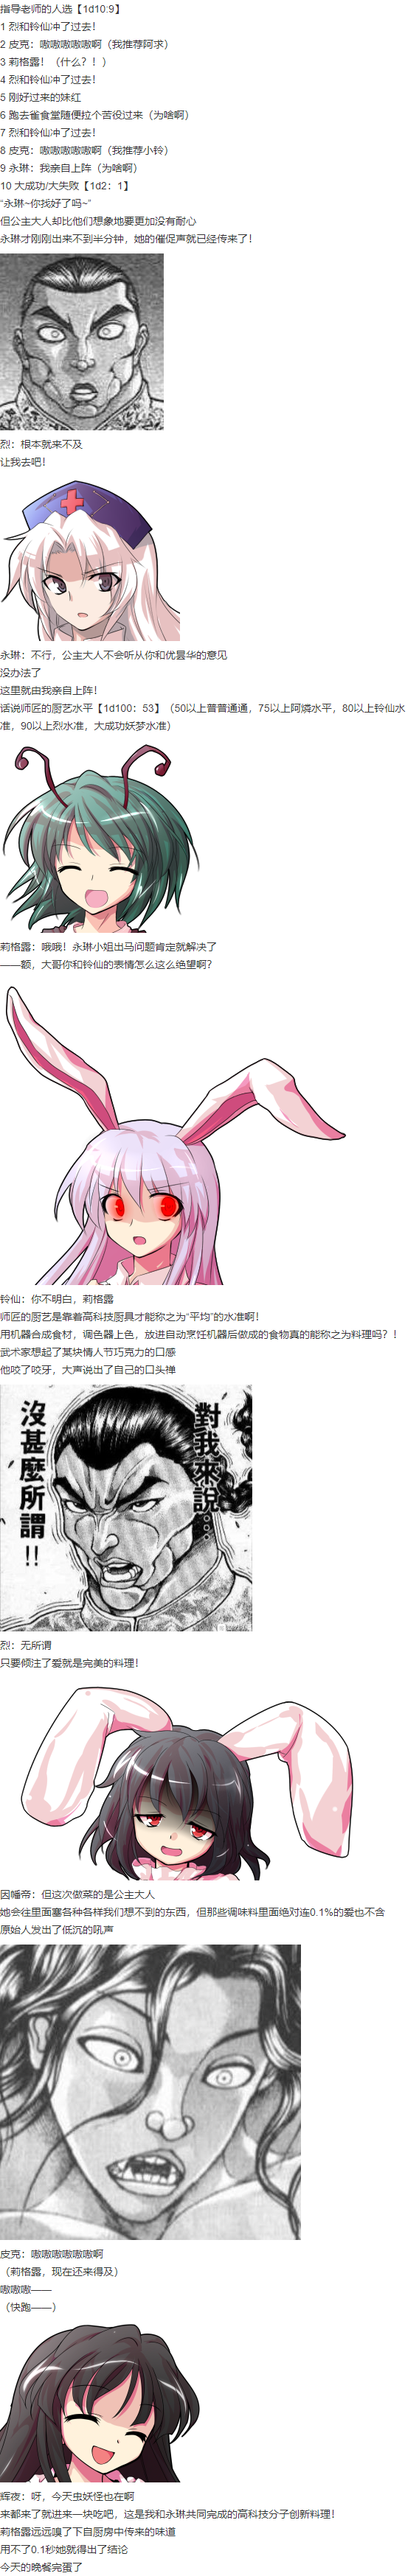 指导老师的人选【1d10:9】
1 烈和铃仙冲了过去！
2 皮克：嗷嗷嗷嗷嗷啊（我推荐阿求）
3 莉格露！（什么？！）
4 烈和铃仙冲了过去！
5 刚好过来的妹红
6 跑去雀食堂随便拉个苦役过来（为啥啊）
7 烈和铃仙冲了过去！
8 皮克：嗷嗷嗷嗷嗷啊（我推荐小铃）
9 永琳：我亲自上阵（为啥啊）
10 大成功/大失败【1d2：1】
“永琳~你找好了吗~”
但公主大人却比他们想象地要更加没有耐心
永琳才刚刚出来不到半分钟，她的催促声就已经传来了！
烈：根本就来不及
让我去吧！
永琳：不行，公主大人不会听从你和优昙华的意见
没办法了
这里就由我亲自上阵！
话说师匠的厨艺水平【1d100：53】（50以上普普通通，75以上阿燐水平，80以上铃仙水
准，90以上烈水准，大成功妖梦水准）
莉格露：哦哦！永琳小姐出马问题肯定就解决了
——额，大哥你和铃仙的表情怎么这么绝望啊？
铃仙：你不明白，莉格露
师匠的厨艺是靠着高科技厨具才能称之为“平均”的水准啊！
用机器合成食材，调色器上色，放进自动烹饪机器后做成的食物真的能称之为料理吗？！
武术家想起了某块情人节巧克力的口感
他咬了咬牙，大声说出了自己的口头禅
對我來說…
沒甚麼所謂!!
烈：无所谓
只要倾注了爱就是完美的料理！
因幡帝：但这次做菜的是公主大人
她会往里面塞各种各样我们想不到的东西，但那些调味料里面绝对连0.1%的爱也不含
原始人发出了低沉的吼声
皮克：嗷嗷嗷嗷嗷嗷啊
（莉格露，现在还来得及）
嗷嗷嗷——
（快跑——）
辉夜：呀，今天虫妖怪也在啊
来都来了就进来一块吃吧，这是我和永琳共同完成的高科技分子创新料理！
莉格露远远嗅了下自厨房中传来的味道
用不了0.1秒她就得出了结论
今天的晚餐完蛋了